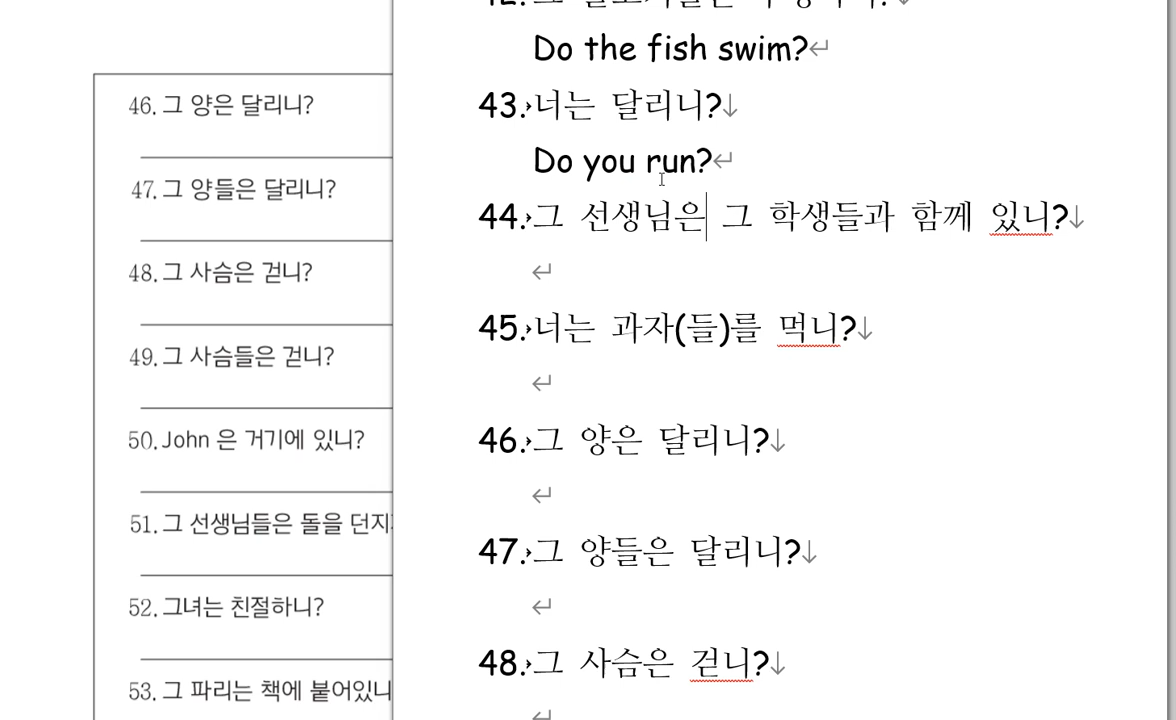 46. 그 양은 달리니?
47. 그 양들은 달리니?
48. 그 사슴은 걷니?
49. 그 사슴들은 걷니?
50. John 은 거기에 있니?
51. 그 선생님들은 돌을 던지
52. 그녀는 친절하니?
53. 그 파리는 책에 붙어있니
42. 그
Do the fish swim?
43. 너는 달리니?
Do you run?
44. 그 선생님은 그 학생들과 함께 있니?
45. 너는 과자(들)를 먹니?
46. 그 양은 달리니?
47. 그 양들은 달리니?
48. 그 사슴은 걷니?